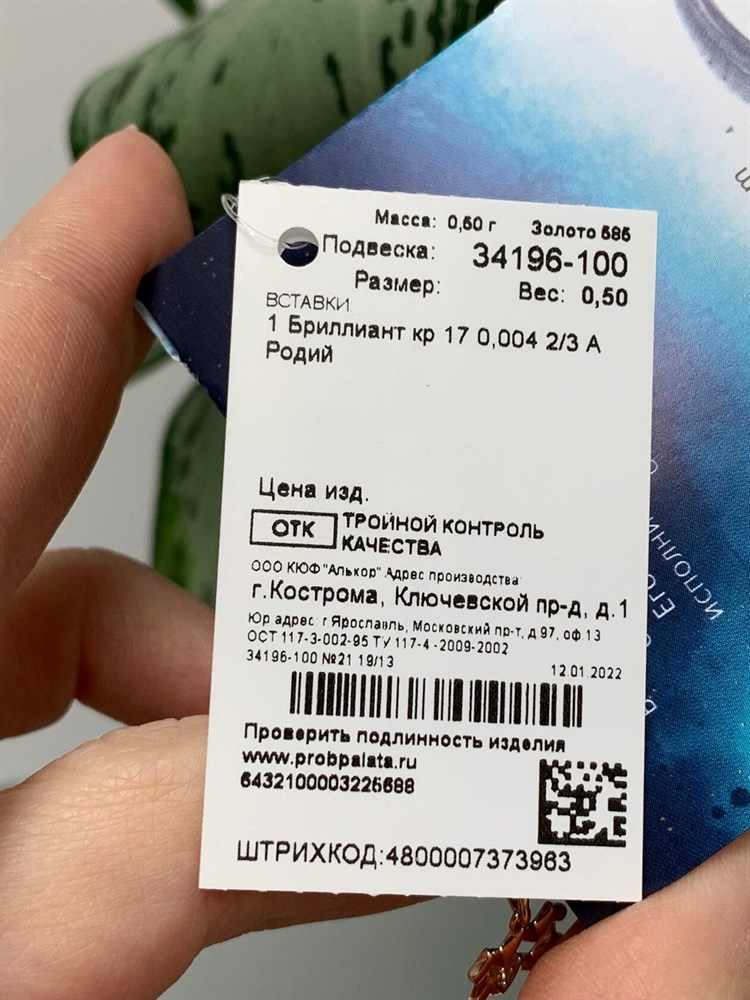 Масса: 0,50 г Золото 585
Подвеска: 34196-100
Размер: Вес: 0,50
ВСТАВКИ
1 Бриллиант кр 17 0,004 2/3 А
Родий
Цена изд.
ОТК ТРОЙНОЙ КОНТРОЛЬ
КАЧЕСТВА
ООО КЮФ "Алькор" Адрес производства
г.Кострома, Ключевской пр-д, д.1
Юр адрес: г Ярославль, Московский пр-т, д 97, оф.13
ОСТ 117-3-002-95 ТУ 117-4-2009-2002
34196-100 №21 19/13 12.01.2022
Проверить подлинность изделия
www.probpalata.ru
6432100003226688
ШТРИХКОД:4800007373963
ИСПОЛНИ
ЕГО